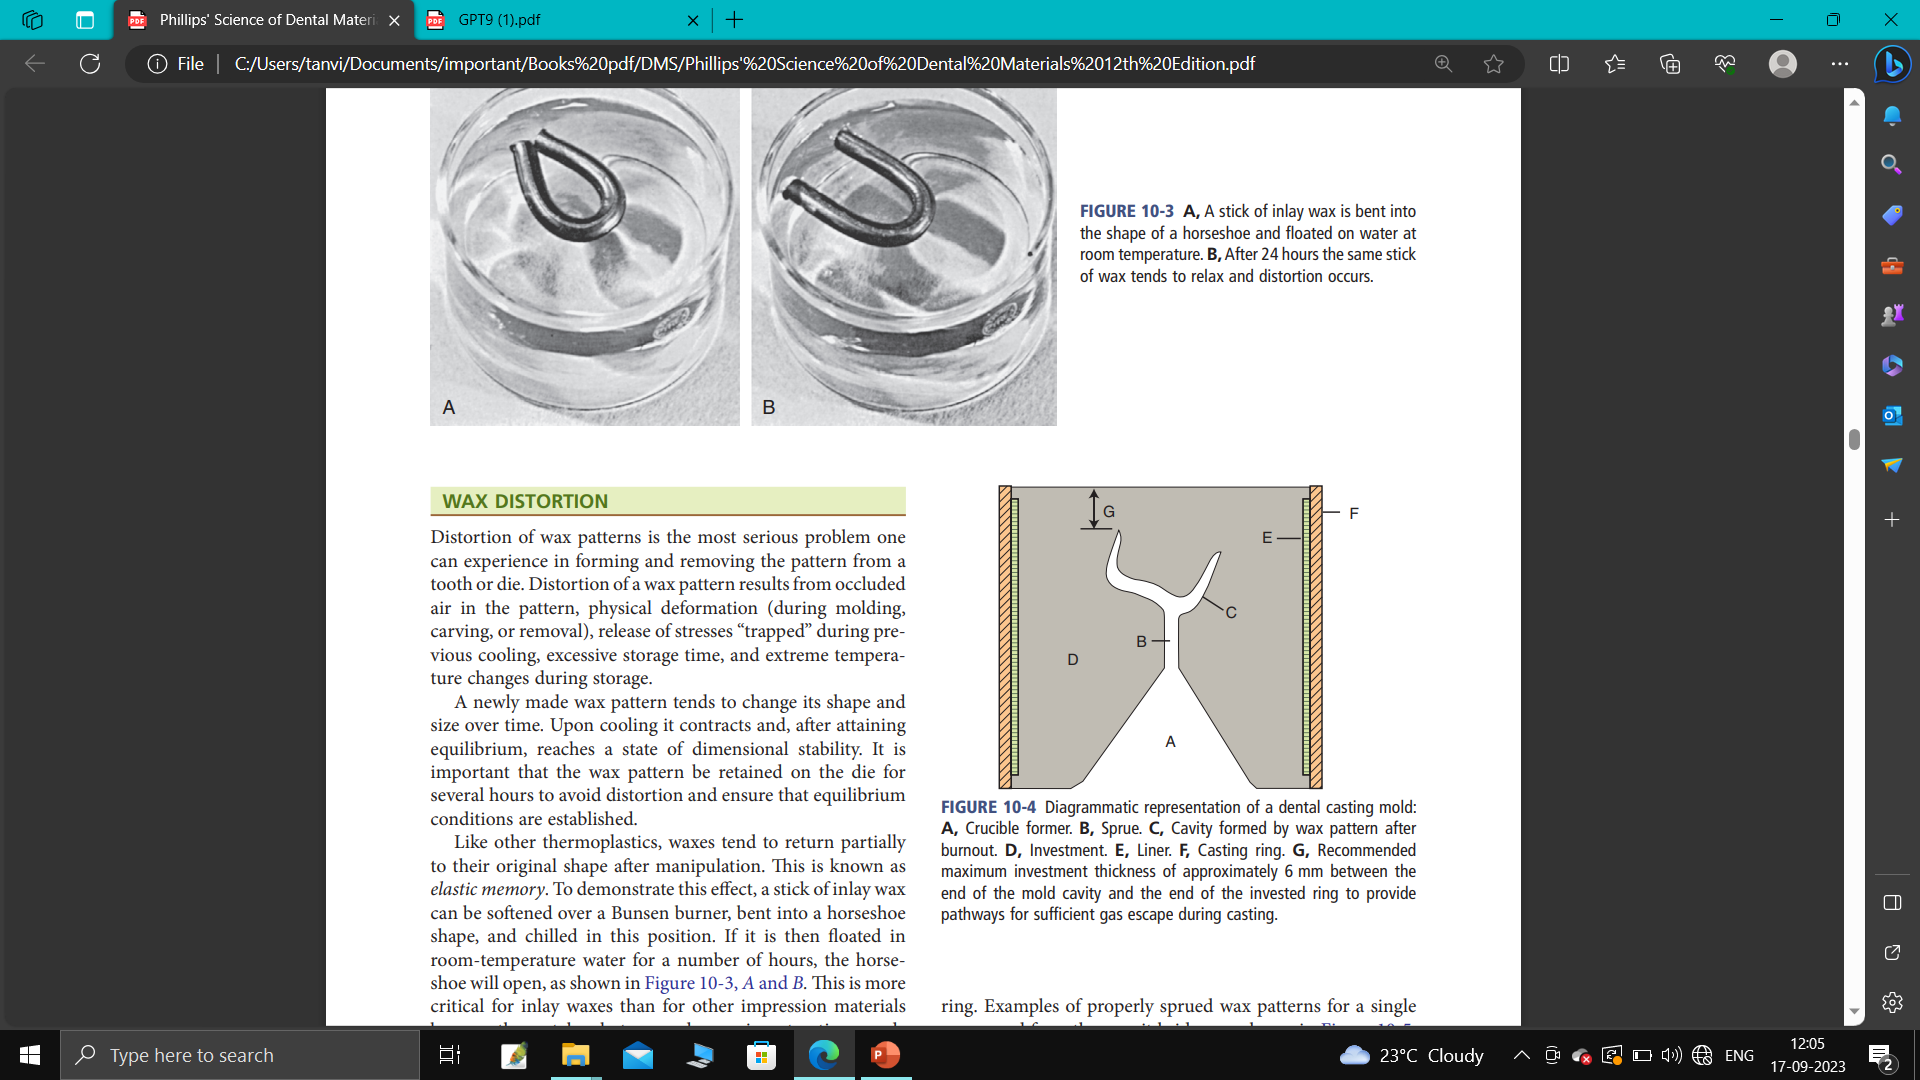 Phillips' Science of Dental Materi
GPT9 (1).pdf
File
C:/Users/tanvi/Documents/important/Books%20pdf/DMS/Phillips'%20Science%20of%20Dental%20Materials%2012th%20Edition.pdf
A
B
FIGURE 10-3 A, A stick of inlay wax is bent into
the shape of a horseshoe and floated on water at
room temperature. B, After 24 hours the same stick
of wax tends to relax and distortion occurs.
WAX DISTORTION
Distortion of wax patterns is the most serious problem one
can experience in forming and removing the pattern from a
tooth or die. Distortion of a wax pattern results from occluded
air in the pattern, physical deformation (during molding,
carving, or removal), release of stresses “trapped” during pre-
vious cooling, excessive storage time, and extreme tempera-
ture changes during storage.
A newly made wax pattern tends to change its shape and
size over time. Upon cooling it contracts and, after attaining
equilibrium, reaches a state of dimensional stability. It is
important that the wax pattern be retained on the die for
several hours to avoid distortion and ensure that equilibrium
conditions are established.
Like other thermoplastics, waxes tend to return partially
to their original shape after manipulation. This is known as
elastic memory. To demonstrate this effect, a stick of inlay wax
can be softened over a Bunsen burner, bent into a horseshoe
shape, and chilled in this position. If it is then floated in
room-temperature water for a number of hours, the horse-
shoe will open, as shown in Figure 10-3, A and B. This is more
critical for inlay waxes than for other impression materials
G
F
E
C
B
D
A
FIGURE 10-4 Diagrammatic representation of a dental casting mold:
A, Crucible former. B, Sprue. C, Cavity formed by wax pattern after
burnout. D, Investment. E, Liner. F, Casting ring. G, Recommended
maximum investment thickness of approximately 6 mm between the
end of the mold cavity and the end of the invested ring to provide
pathways for sufficient gas escape during casting.
ring. Examples of properly sprued wax patterns for a single
Type here to search
23°C Cloudy
ENG
12:05
17-09-2023
2